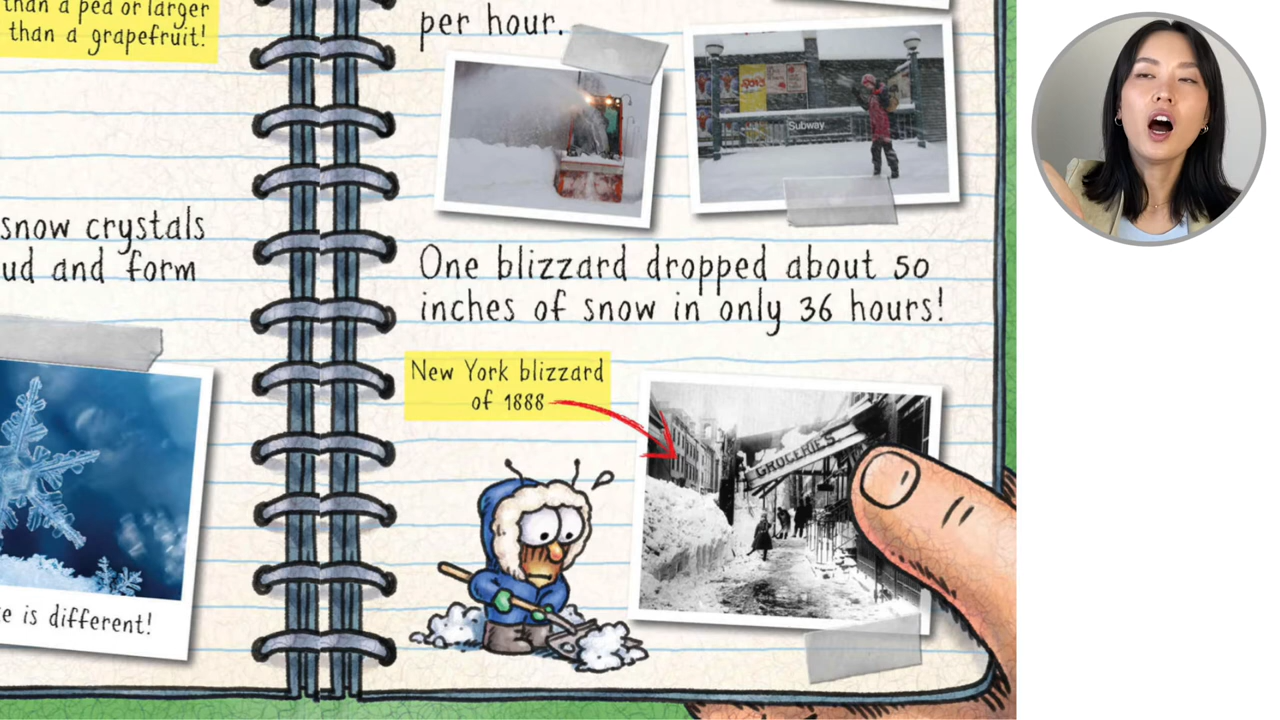 than a pea or larger
than a grapefruit!
snow crystals
ud and form
e is different!
per hour.
Subway
One blizzard dropped about 50
inches of snow in only 36 hours!
New York blizzard
of 1888
GROCERIES